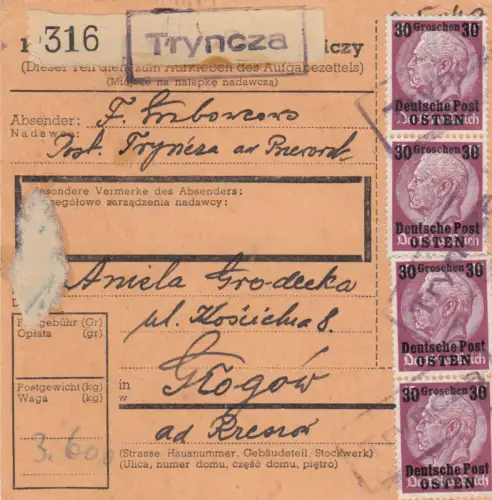 316
Tryncza
(Dieser Teil dient zum Aufkleben des Aufgabezettels)
(Miejsce na nalepkę nadawczą)
Absender:
Nadawca:
F.
Post. Tryńcza ad Przeworsk
Besondere Vermerke des Absenders:
Szczegółowe zarządzenia nadawcy:
Aniela Grodecka
ul. Kościelna 8.
Postgebühr (Gr)
Opłata (gr)
Postgewicht (kg)
Waga (kg)
3.600
in
w
Głogów
ad Rzeszów
(Strasse Hausnummer, Gebäudeteil, Stockwerk)
(Ulica, numer domu, część domu, piętro)
30 Groschen 30
Deutsche Post
OSTEN
30 Groschen 30
Deutsche Post
OSTEN
30 Groschen 30
Deutsche Post
OSTEN
30 Groschen 30
Deutsche Post
OSTEN